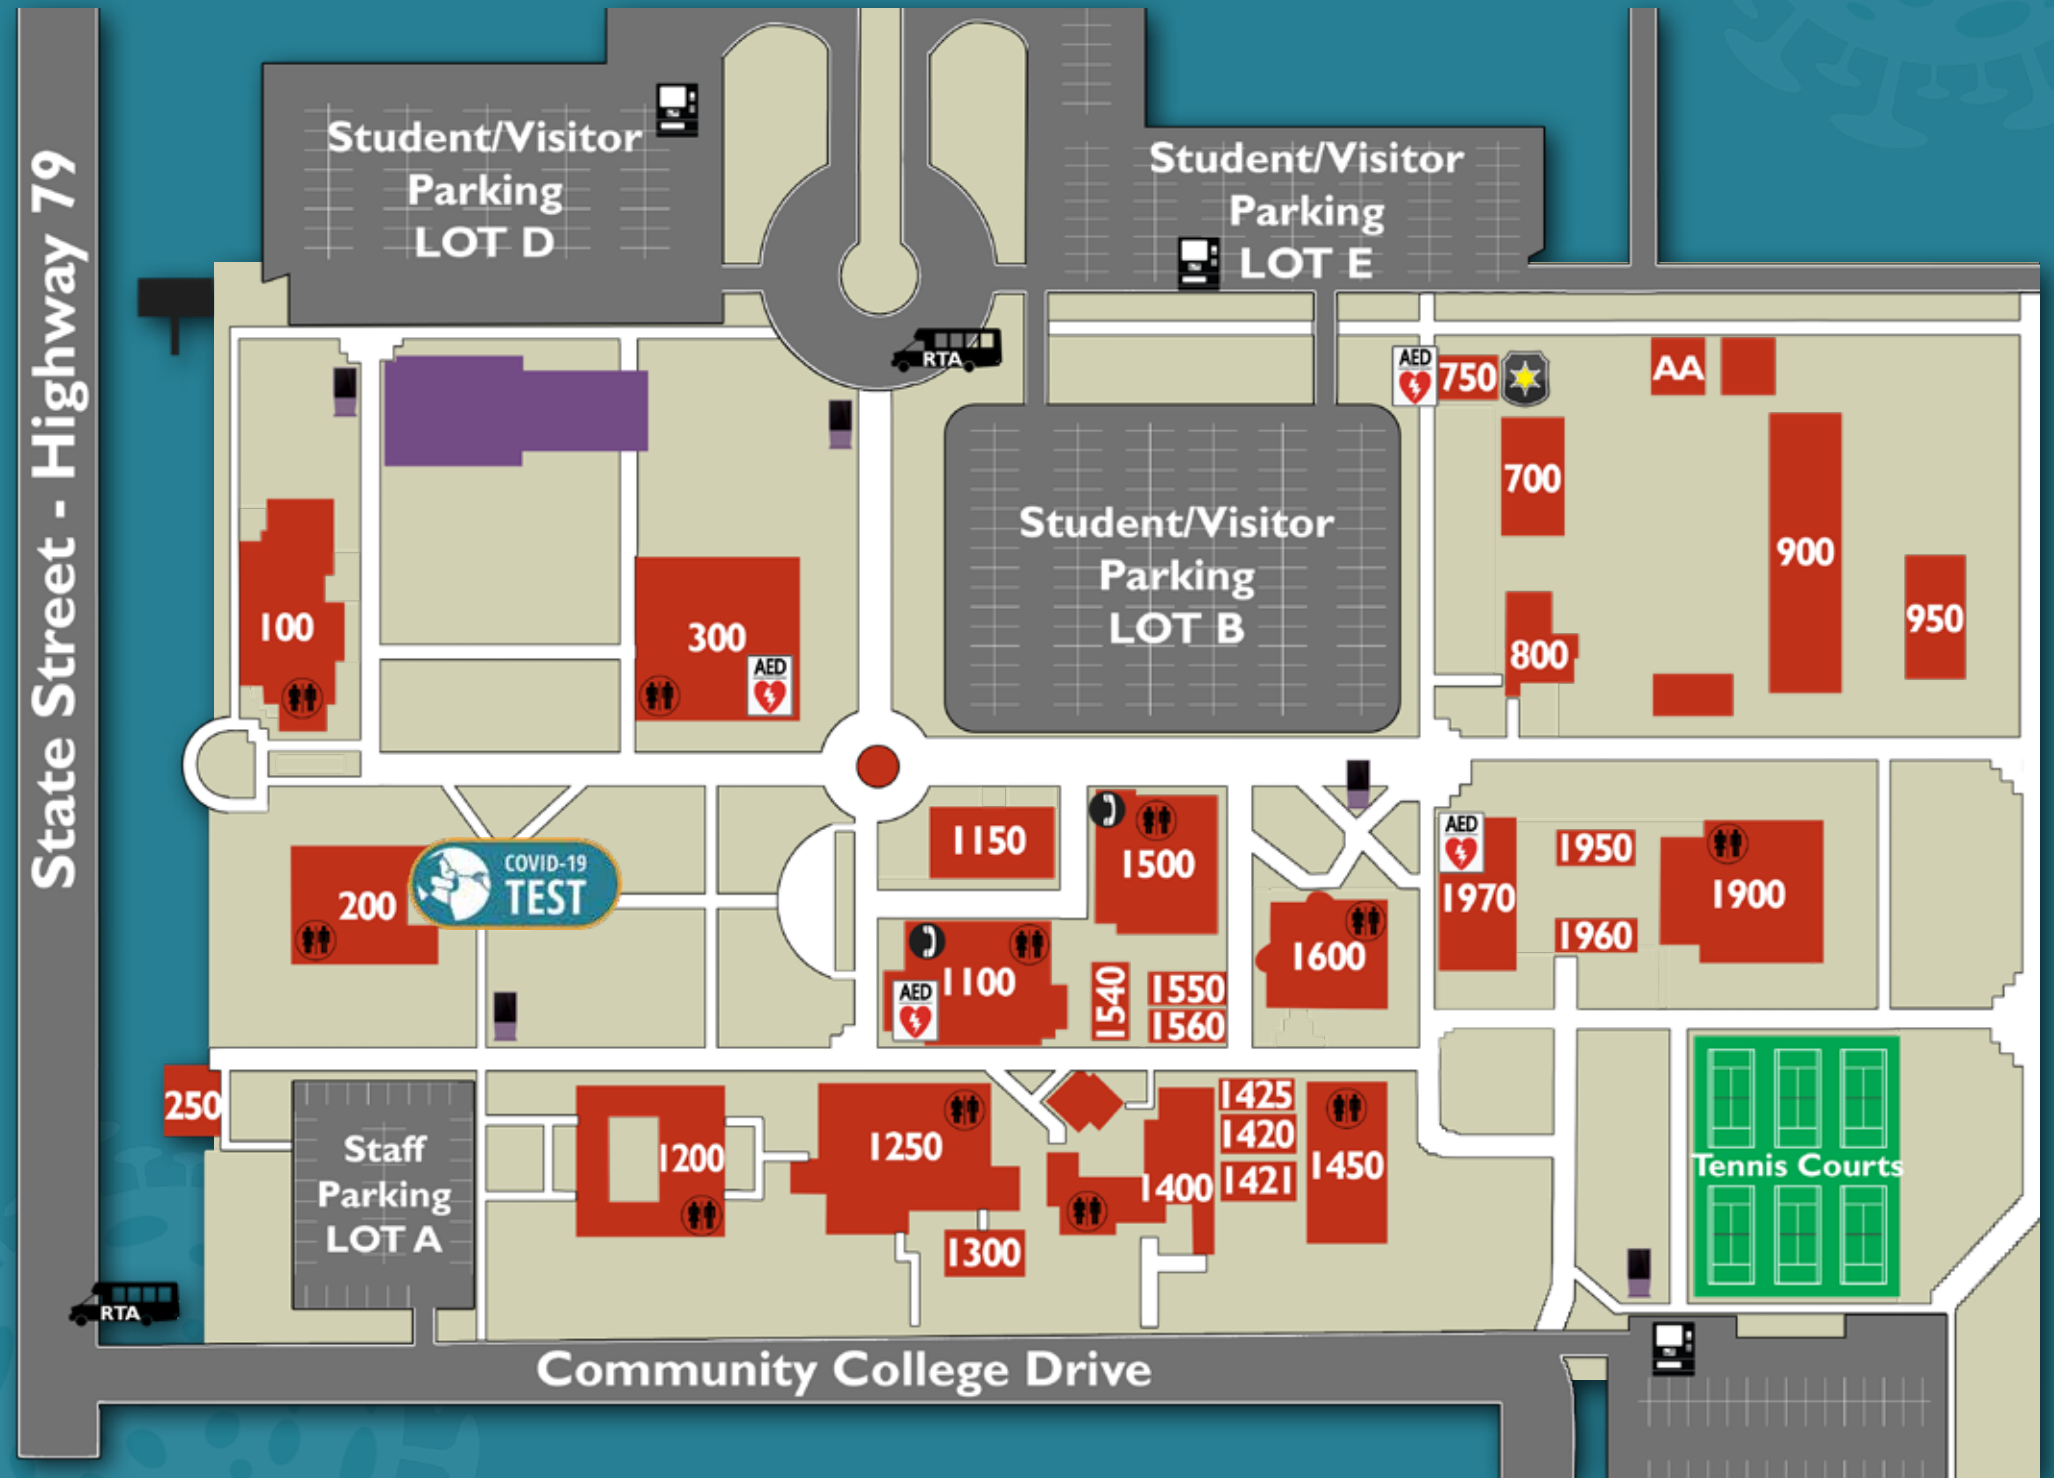 State Street - Highway 79
Student/Visitor
Parking
LOT D
Student/Visitor
Parking
LOT E
RTA
AED
750
AA
700
Student/Visitor
Parking
LOT B
900
950
800
100
300
AED
200
COVID-19
TEST
1150
1500
1100
AED
1540
1550
1560
1600
AED
1970
1950
1960
1900
250
Staff
Parking
LOT A
1200
1250
1300
1400
1425
1420
1421
1450
Tennis Courts
RTA
Community College Drive